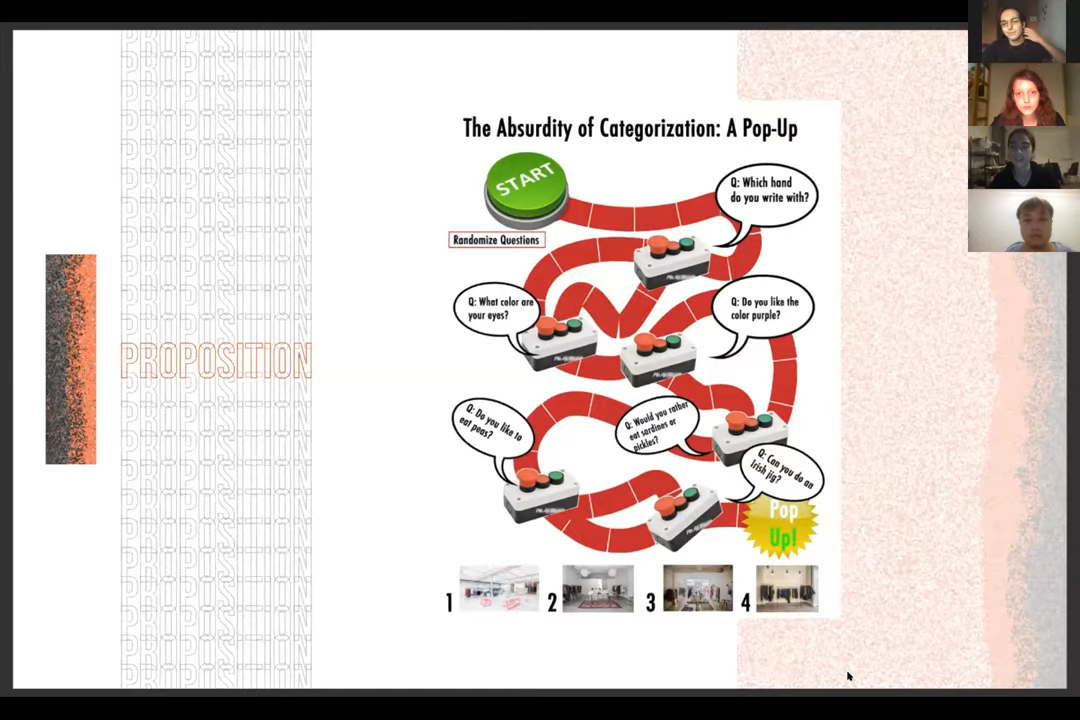 PROPOSITION
The Absurdity of Categorization: A Pop-Up
START
Randomize Questions
Q: Which hand
do you write with?
Q: What color are
your eyes?
Q: Do you like the
color purple?
Q: Do you like to
eat peas?
Q: Would you rather
eat sardines or
pickles?
Q: Can you do an
Irish jig?
Pop
Up!
1
2
3
4